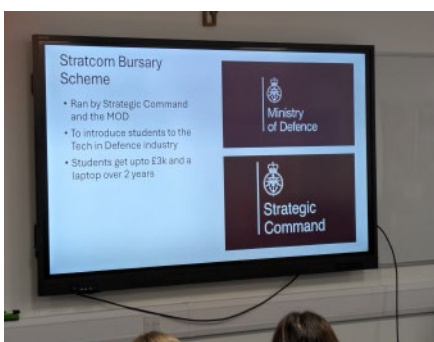 Stratcom Bursary
Scheme
• Ran by Strategic Command
and the MOD
• To introduce students to the
Tech in Defence industry
• Students get upto £3k and a
laptop over 2 years
Ministry
of Defence
Strategic
Command